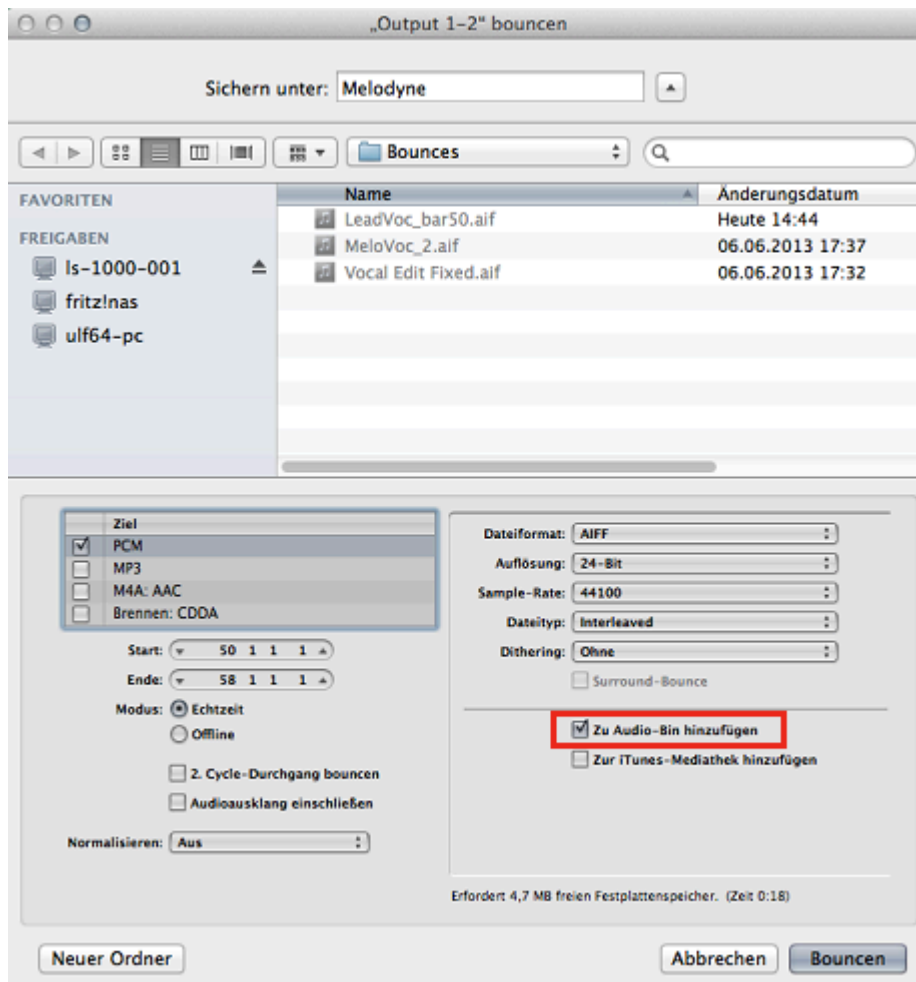 „Output 1–2“ bouncen
Sichern unter: Melodyne
Bounces
FAVORITEN
FREIGABEN
ls-1000-001
fritz!nas
ulf64-pc
Name Änderungsdatum
LeadVoc_bar50.aif Heute 14:44
MeloVoc_2.aif 06.06.2013 17:37
Vocal Edit Fixed.aif 06.06.2013 17:32
Ziel
PCM
MP3
M4A: AAC
Brennen: CDDA
Start: 50 1 1 1
Ende: 58 1 1 1
Modus: Echtzeit
Offline
2. Cycle-Durchgang bouncen
Audioausklang einschließen
Normalisieren: Aus
Dateiformat: AIFF
Auflösung: 24-Bit
Sample-Rate: 44100
Dateityp: Interleaved
Dithering: Ohne
Surround-Bounce
Zu Audio-Bin hinzufügen
Zur iTunes-Mediathek hinzufügen
Erfordert 4,7 MB freien Festplattenspeicher. (Zeit 0:18)
Neuer Ordner Abbrechen Bouncen